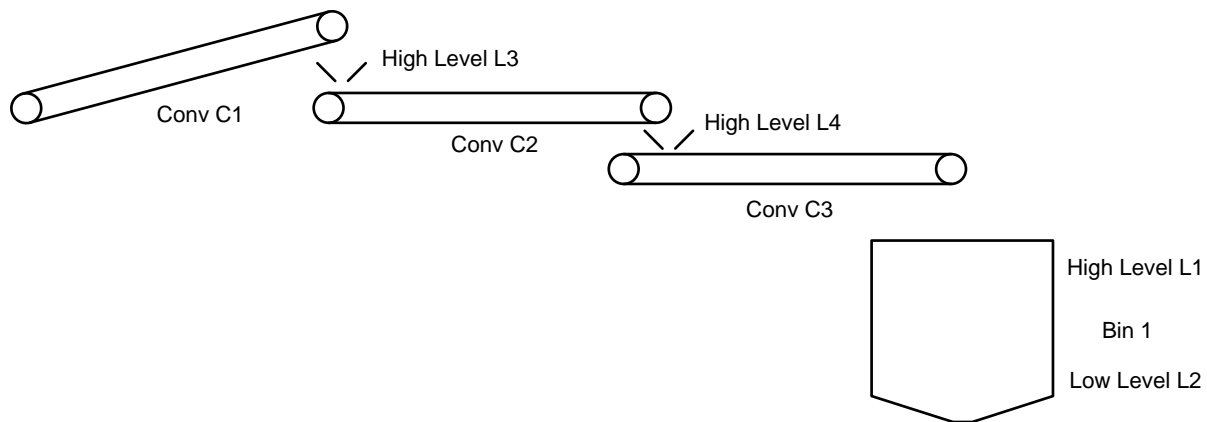 High Level L3
Conv C1
High Level L4
Conv C2
Conv C3
High Level L1
Bin 1
Low Level L2